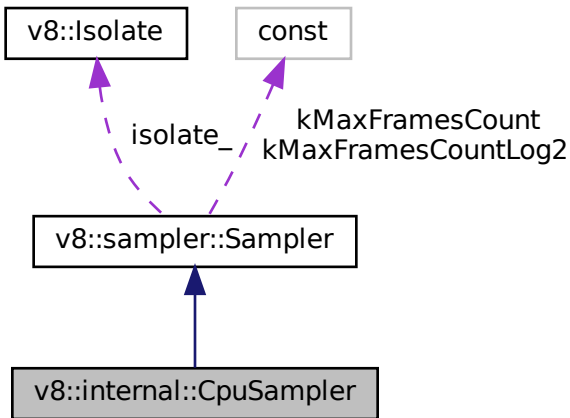 v8::Isolate
const
kMaxFramesCount
isolate_
kMaxFramesCountLog2
v8::sampler::Sampler
v8::internal::CpuSampler